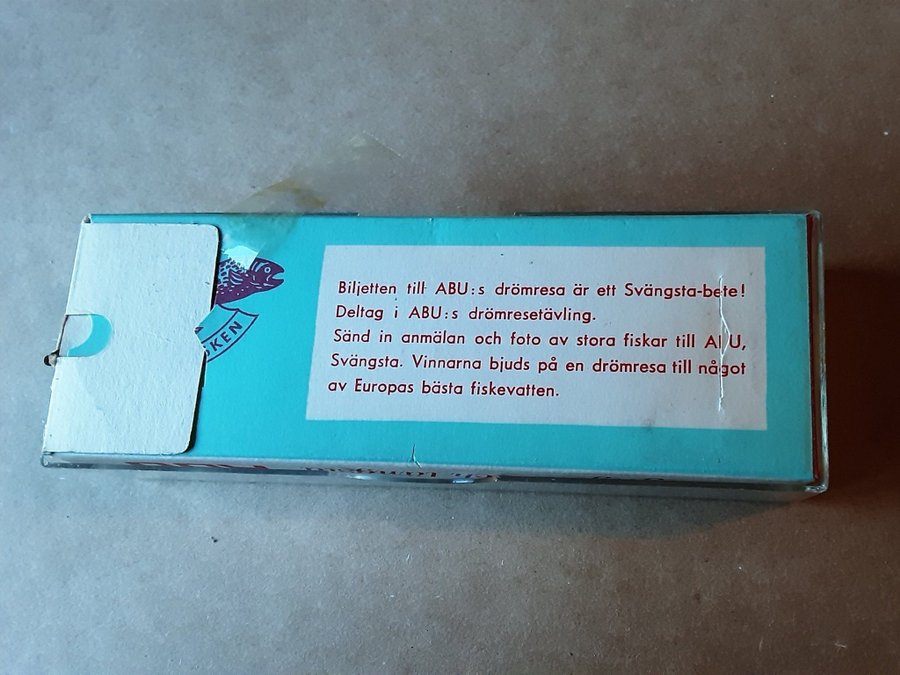 Biljetten till ABU:s drömresa är ett Svängsta-bete!
Deltag i ABU:s drömresetävling.
Sänd in anmälan och foto av stora fiskar till ABU,
Svängsta. Vinnarna bjuds på en drömresa till något
av Europas bästa fiskevatten.
KEN